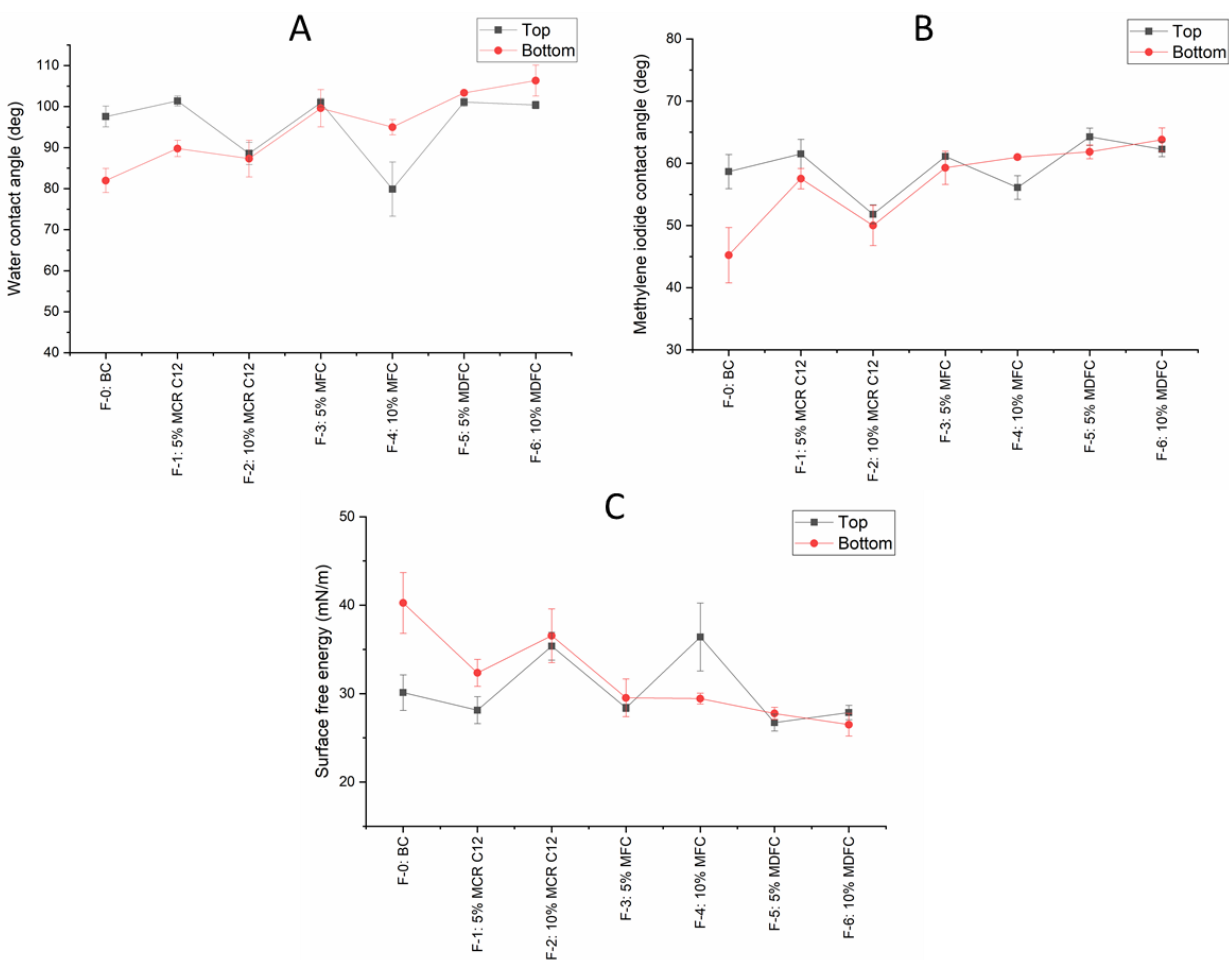 A
Top
Bottom
Water contact angle (deg)
110
100
90
80
70
60
50
40
F-0: BC
F-1: 5% MCR C12
F-2: 10% MCR C12
F-3: 5% MFC
F-4: 10% MFC
F-5: 5% MDFC
F-6: 10% MDFC
B
Top
Bottom
Methylene iodide contact angle (deg)
80
70
60
50
40
30
F-0: BC
F-1: 5% MCR C12
F-2: 10% MCR C12
F-3: 5% MFC
F-4: 10% MFC
F-5: 5% MDFC
F-6: 10% MDFC
C
Top
Bottom
Surface free energy (mN/m)
50
40
30
20
F-0: BC
F-1: 5% MCR C12
F-2: 10% MCR C12
F-3: 5% MFC
F-4: 10% MFC
F-5: 5% MDFC
F-6: 10% MDFC